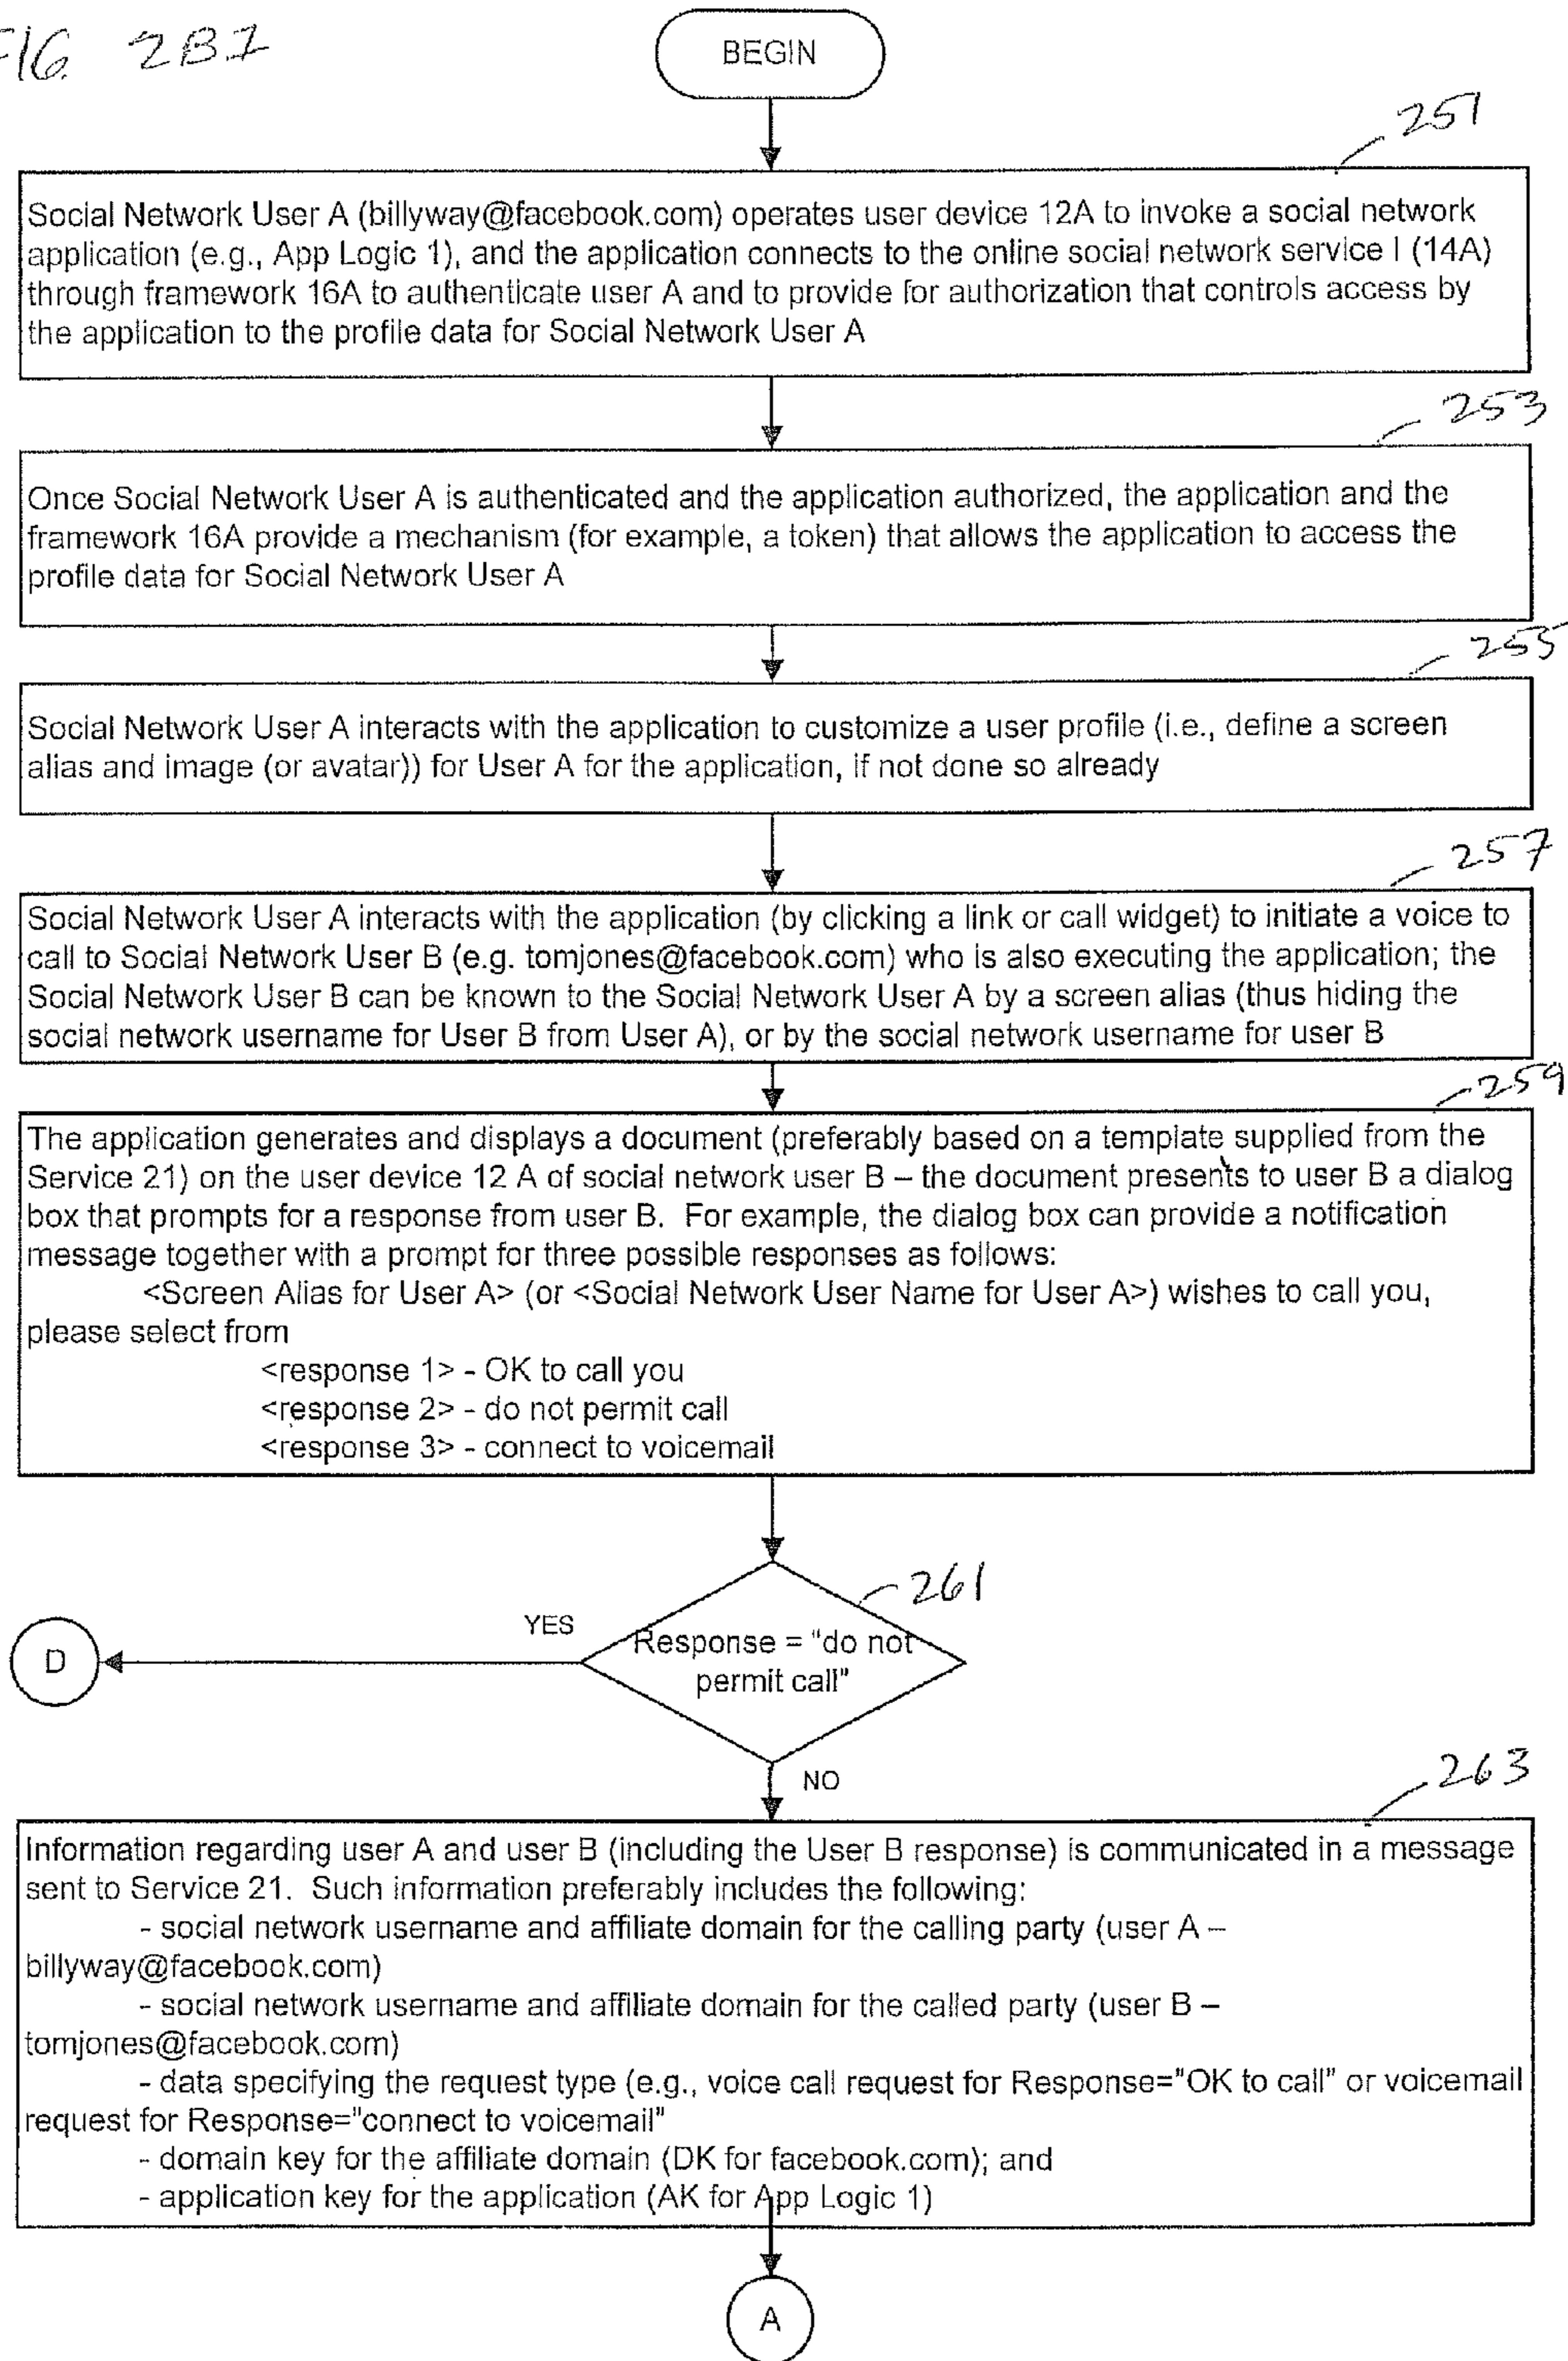 FIG. 2B1
BEGIN
251
Social Network User A (billyway@facebook.com) operates user device 12A to invoke a social network
application (e.g., App Logic 1), and the application connects to the online social network service I (14A)
through framework 16A to authenticate user A and to provide for authorization that controls access by
the application to the profile data for Social Network User A
253
Once Social Network User A is authenticated and the application authorized, the application and the
framework 16A provide a mechanism (for example, a token) that allows the application to access the
profile data for Social Network User A
255
Social Network User A interacts with the application to customize a user profile (i.e., define a screen
alias and image (or avatar)) for User A for the application, if not done so already
257
Social Network User A interacts with the application (by clicking a link or call widget) to initiate a voice to
call to Social Network User B (e.g. tomjones@facebook.com) who is also executing the application; the
Social Network User B can be known to the Social Network User A by a screen alias (thus hiding the
social network username for User B from User A), or by the social network username for user B
259
The application generates and displays a document (preferably based on a template supplied from the
Service 21) on the user device 12 A of social network user B – the document presents to user B a dialog
box that prompts for a response from user B. For example, the dialog box can provide a notification
message together with a prompt for three possible responses as follows:
<Screen Alias for User A> (or <Social Network User Name for User A>) wishes to call you,
please select from
<response 1> - OK to call you
<response 2> - do not permit call
<response 3> - connect to voicemail
261
YES
Response = "do not
permit call"
D
NO
263
Information regarding user A and user B (including the User B response) is communicated in a message
sent to Service 21. Such information preferably includes the following:
- social network username and affiliate domain for the calling party (user A –
billyway@facebook.com)
- social network username and affiliate domain for the called party (user B –
tomjones@facebook.com)
- data specifying the request type (e.g., voice call request for Response="OK to call" or voicemail
request for Response="connect to voicemail"
- domain key for the affiliate domain (DK for facebook.com); and
- application key for the application (AK for App Logic 1)
A